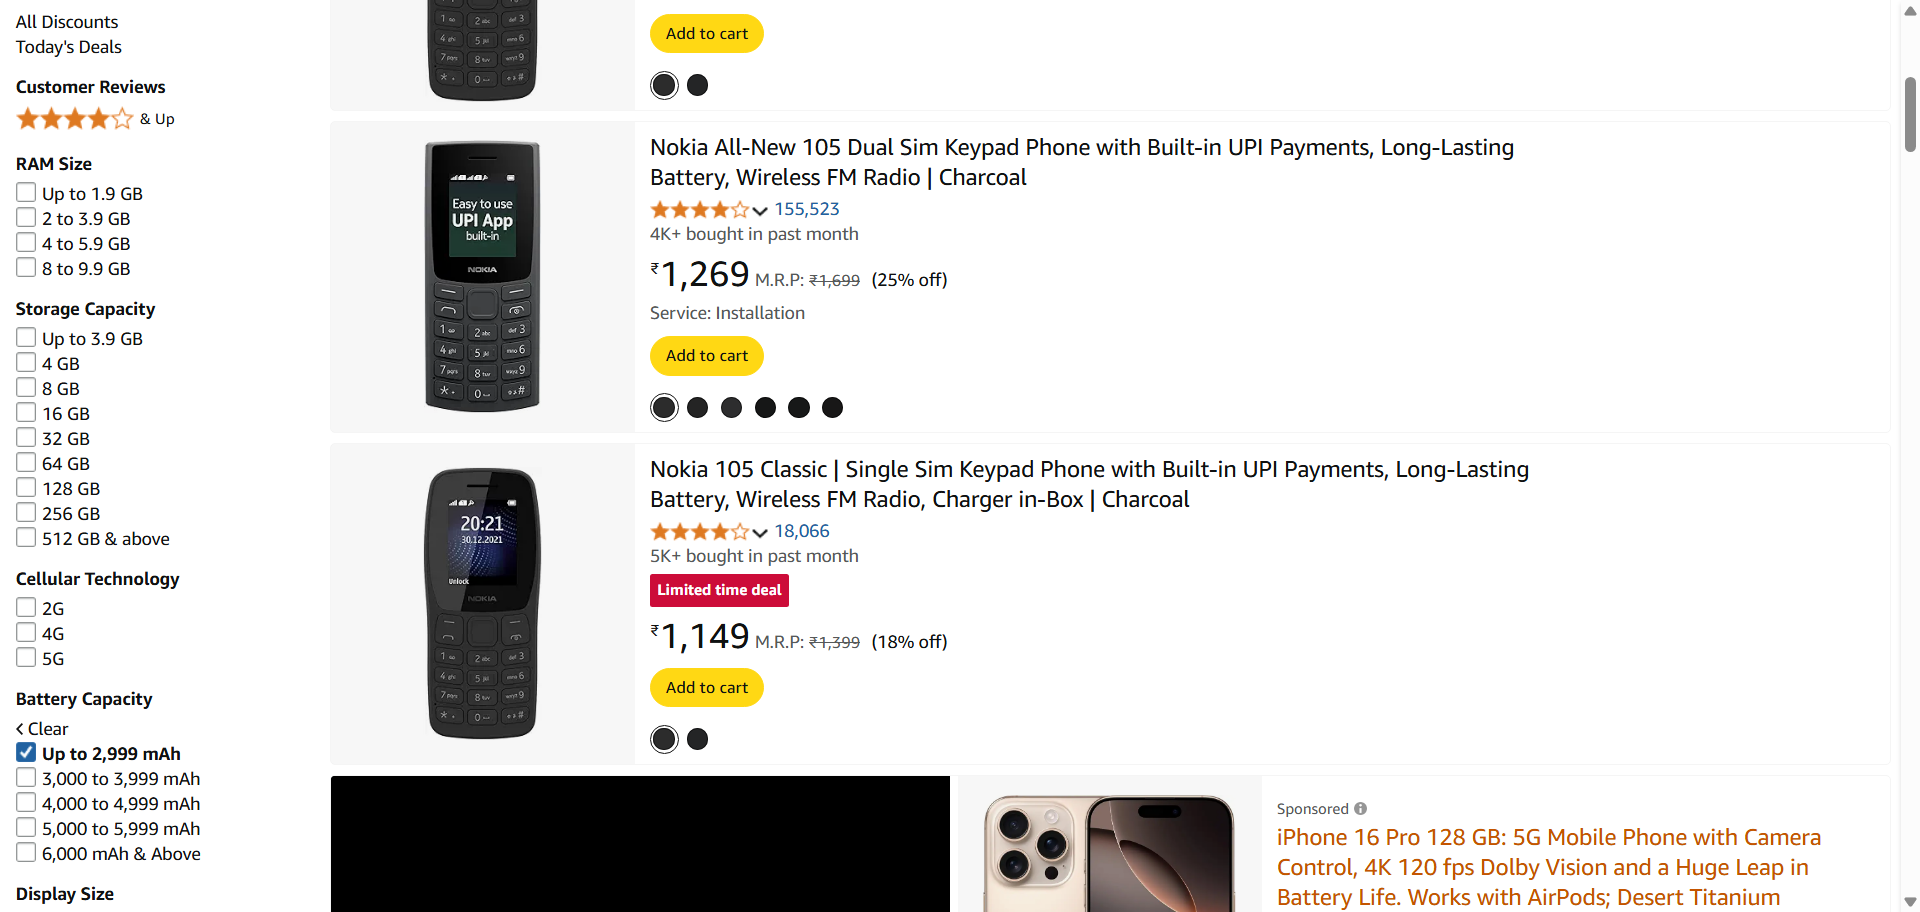 All Discounts
Today's Deals
Customer Reviews
& Up
RAM Size
Up to 1.9 GB
2 to 3.9 GB
4 to 5.9 GB
8 to 9.9 GB
Storage Capacity
Up to 3.9 GB
4 GB
8 GB
16 GB
32 GB
64 GB
128 GB
256 GB
512 GB & above
Cellular Technology
2G
4G
5G
Battery Capacity
Clear
Up to 2,999 mAh
3,000 to 3,999 mAh
4,000 to 4,999 mAh
5,000 to 5,999 mAh
6,000 mAh & Above
Display Size
Add to cart
Easy to use
UPI App
built-in
NOKIA
Nokia All-New 105 Dual Sim Keypad Phone with Built-in UPI Payments, Long-Lasting
Battery, Wireless FM Radio | Charcoal
155,523
4K+ bought in past month
₹1,269 M.R.P: ₹1,699 (25% off)
Service: Installation
Add to cart
20:21
30.12.2021
Unlock
NOKIA
Nokia 105 Classic | Single Sim Keypad Phone with Built-in UPI Payments, Long-Lasting
Battery, Wireless FM Radio, Charger in-Box | Charcoal
18,066
5K+ bought in past month
Limited time deal
₹1,149 M.R.P: ₹1,399 (18% off)
Add to cart
Sponsored
iPhone 16 Pro 128 GB: 5G Mobile Phone with Camera
Control, 4K 120 fps Dolby Vision and a Huge Leap in
Battery Life. Works with AirPods; Desert Titanium